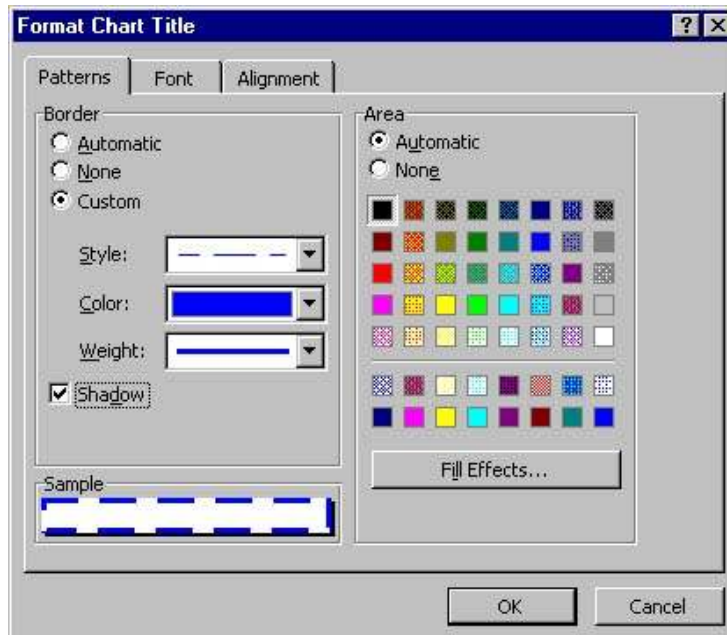 Format Chart Title
Patterns Font Alignment
Border
Automatic
None
Custom
Style:
Color:
Weight:
Shadow
Sample
Area
Automatic
None
Fill Effects...
OK Cancel